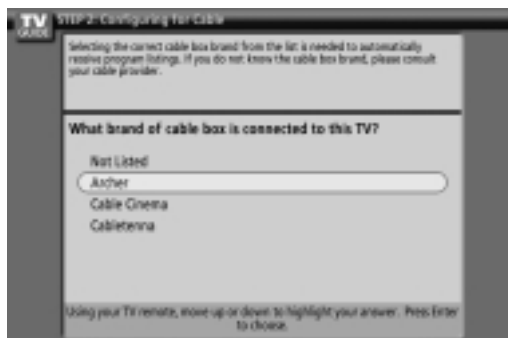 TV
GUIDE
STEP 2: Configuring for Cable
Selecting the correct cable box brand from the list is needed to automatically
receive program listings. If you do not know the cable box brand, please consult
your cable provider.
What brand of cable box is connected to this TV?
Not Listed
Archer
Cable Cinema
Cabletenna
Using your TV remote, move up or down to highlight your answer. Press Enter
to choose.